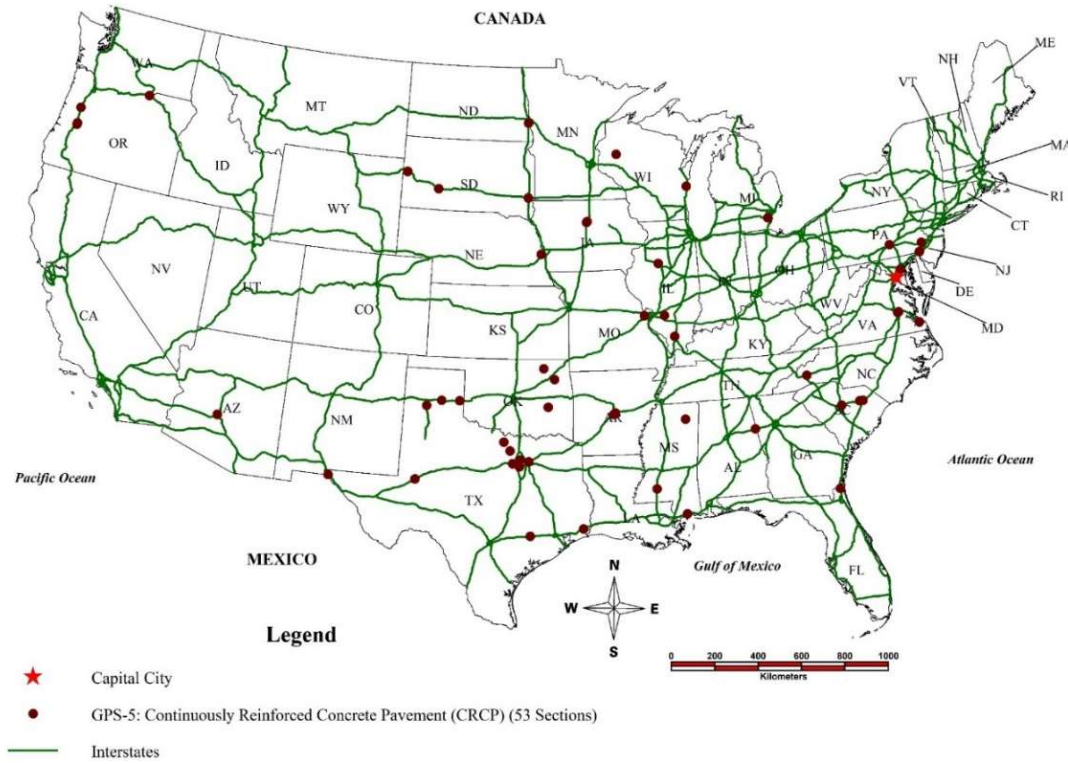 CANADA
ME
NH
VT
WA
MT
ND
MN
MA
OR
ID
SD
WI
MI
NY
RI
WY
CT
IA
PA
NV
NE
NJ
UT
IL
IN
OH
DE
CA
CO
WV
MD
KS
MO
VA
KY
NC
TN
AZ
NM
OK
AR
SC
Pacific Ocean
MS
AL
GA
Atlantic Ocean
TX
LA
MEXICO
Gulf of Mexico
FL
N
W
E
S
Legend
0 200 400 600 800 1000
Kilometers
Capital City
GPS-5: Continuously Reinforced Concrete Pavement (CRCP) (53 Sections)
Interstates